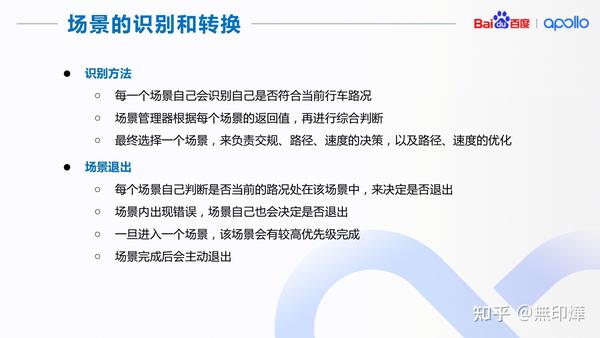 场景的识别和转换
Bai du 百度 | apollo
● 识别方法
○ 每一个场景自己会识别自己是否符合当前行车路况
○ 场景管理器根据每个场景的返回值，再进行综合判断
○ 最终选择一个场景，来负责交规、路径、速度的决策，以及路径、速度的优化
● 场景退出
○ 每个场景自己判断是否当前的路况处在该场景中，来决定是否退出
○ 场景内出现错误，场景自己也会决定是否退出
○ 一旦进入一个场景，该场景会有较高优先级完成
○ 场景完成后会主动退出
知乎 @無印燁